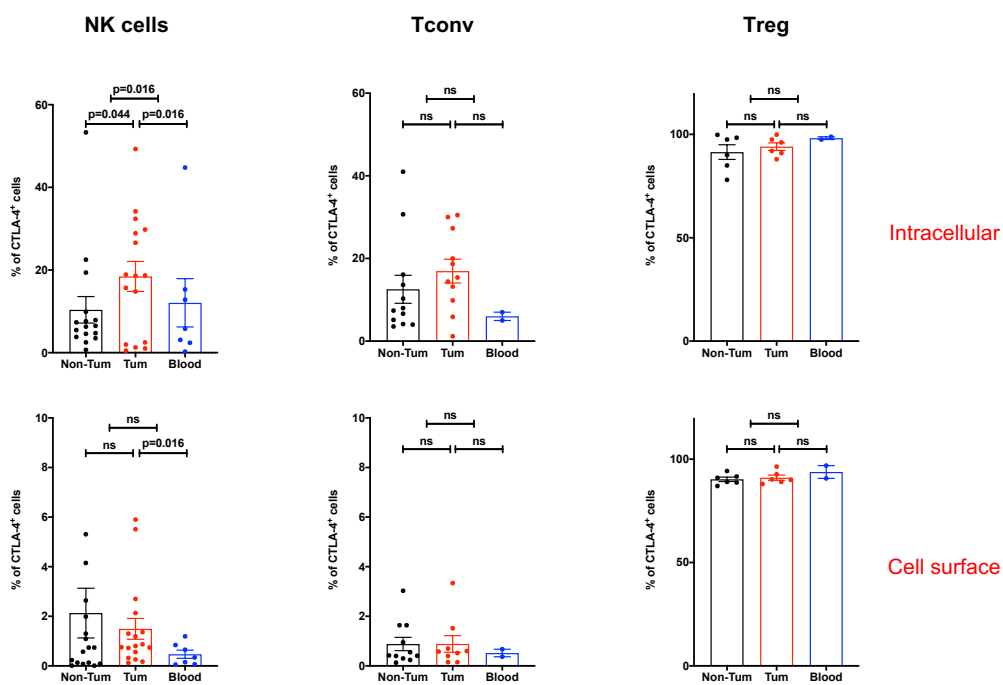 NK cells
Tconv
Treg
p=0.016
p=0.044
p=0.016
60
40
20
0
% of CTLA-4⁺ cells
Non-Tum Tum Blood
ns
ns
ns
60
40
20
0
% of CTLA-4⁺ cells
Non-Tum Tum Blood
ns
ns
ns
100
50
0
% of CTLA-4⁺ cells
Non-Tum Tum Blood
Intracellular
ns
ns
p=0.016
10
8
6
4
2
0
% of CTLA-4⁺ cells
Non-Tum Tum Blood
ns
ns
ns
10
8
6
4
2
0
% of CTLA-4⁺ cells
Non-Tum Tum Blood
ns
ns
ns
100
50
0
% of CTLA-4⁺ cells
Non-Tum Tum Blood
Cell surface